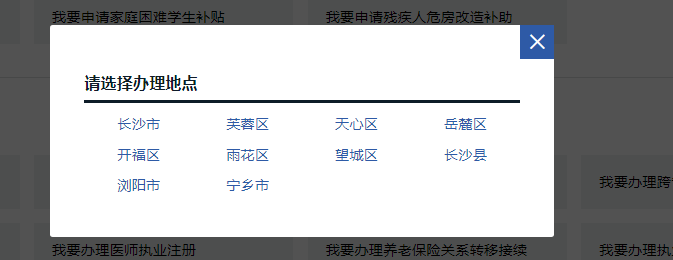 我要申请家庭困难学生补贴 我要申请残疾人危房改造补助
请选择办理地点
长沙市 芙蓉区 天心区 岳麓区
开福区 雨花区 望城区 长沙县
浏阳市 宁乡市
我要办理跨
我要办理医师执业注册 我要办理养老保险关系转移接续 我要办理执